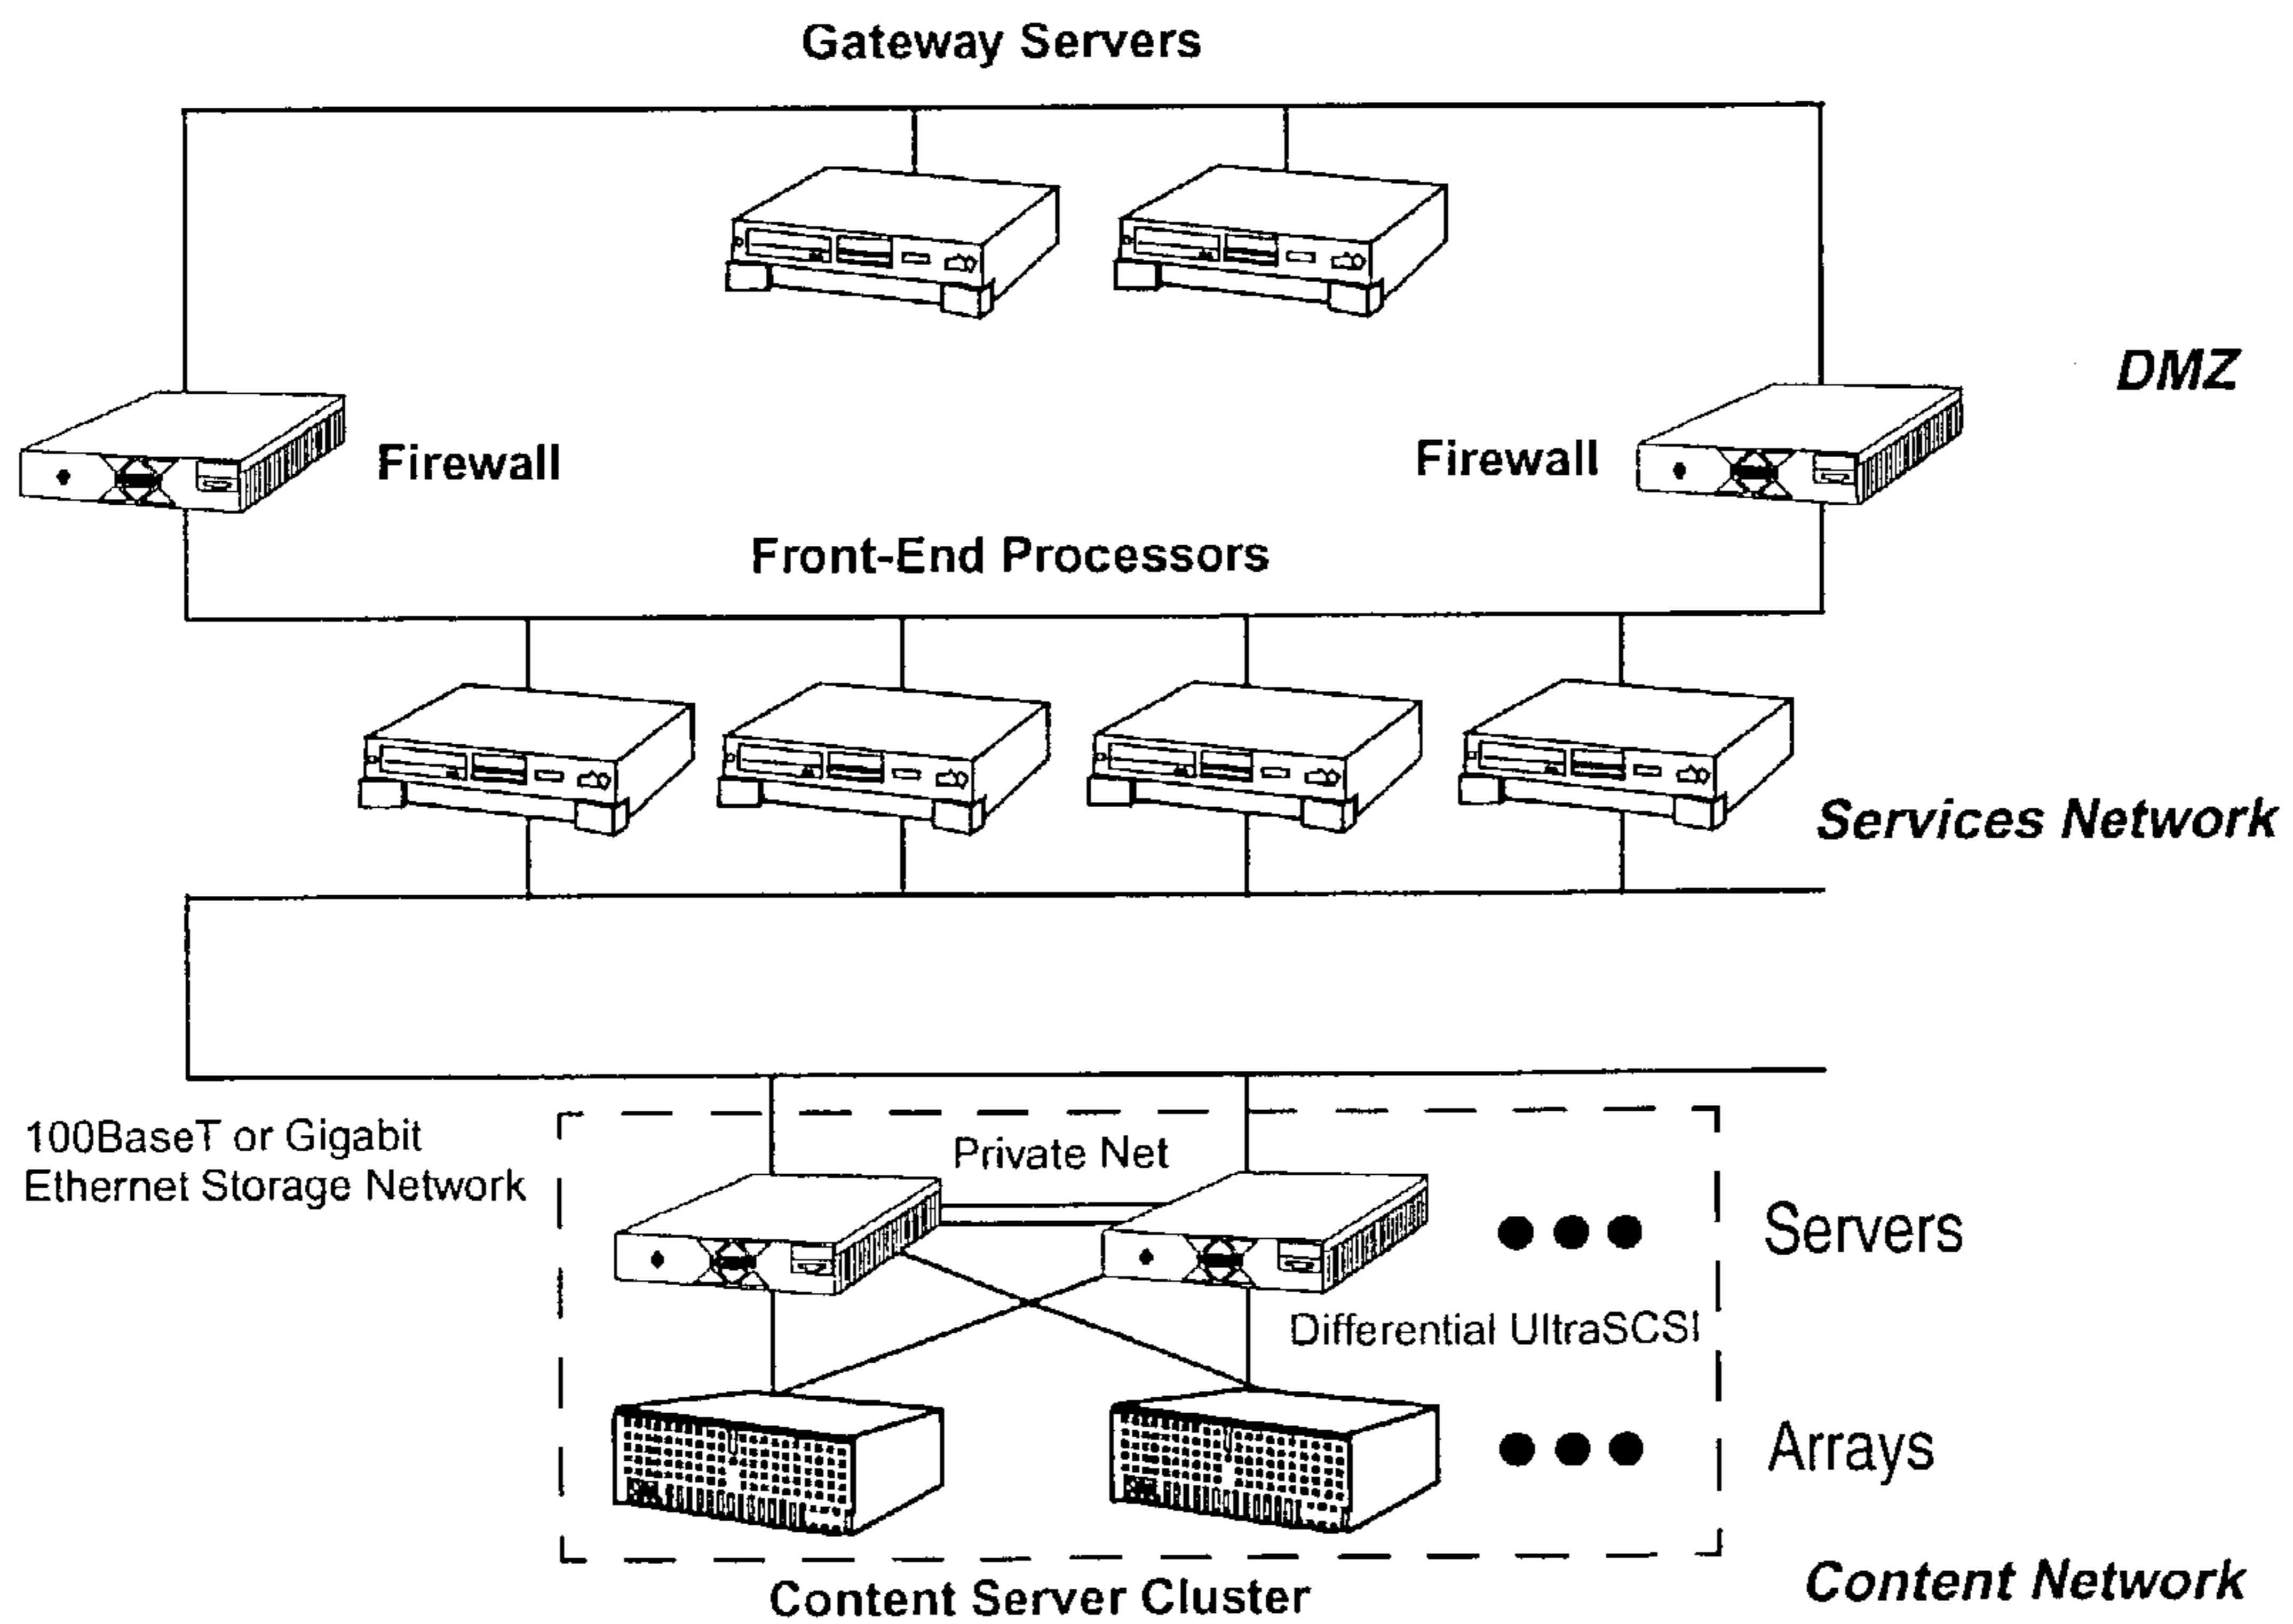 Gateway Servers
DMZ
Firewall
Firewall
Front-End Processors
Services Network
100BaseT or Gigabit
Ethernet Storage Network
Private Net
Servers
Differential UltraSCSI
Arrays
Content Server Cluster
Content Network